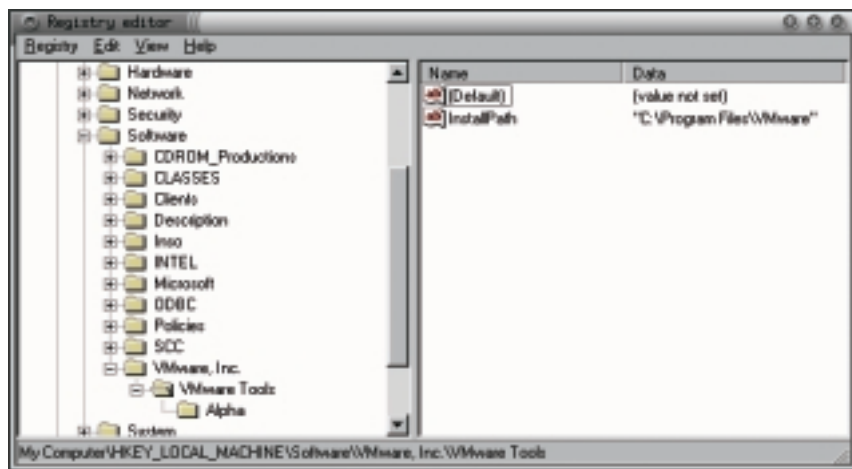 Registry editor
Registry Edit View Help
Hardware
Network
Security
Software
CDROM_Productions
CLASSES
Clients
Description
Inso
INTEL
Microsoft
ODBC
Policies
SCC
VMware, Inc.
VMware Tools
Alpha
System
Name Data
(Default) (value not set)
InstallPath "C:\Program Files\VMware"
My Computer\HKEY_LOCAL_MACHINE\Software\VMware, Inc.\VMware Tools